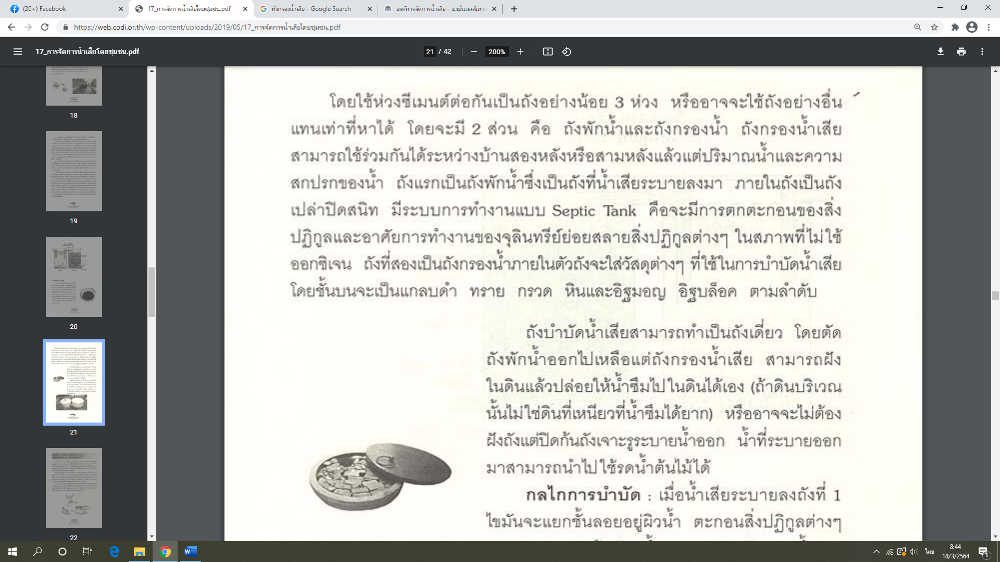 (20+) Facebook
17_การจัดการน้ำเสียโดยชุมชน.pdf
ถังกรองน้ำเสีย - Google Search
องค์การจัดการน้ำเสีย – มุ่งมั่นผลสัมฤท
https://web.codi.or.th/wp-content/uploads/2019/05/17_การจัดการน้ำเสียโดยชุมชน.pdf
17_การจัดการน้ำเสียโดยชุมชน.pdf
21 / 42
200%
18
19
20
21
22
โดยใช้ห่วงซีเมนต์ต่อกันเป็นถังอย่างน้อย 3 ห่วง หรืออาจจะใช้ถังอย่างอื่น
แทนเท่าที่หาได้ โดยจะมี 2 ส่วน คือ ถังพักน้ำและถังกรองน้ำ ถังกรองน้ำเสีย
สามารถใช้ร่วมกันได้ระหว่างบ้านสองหลังหรือสามหลังแล้วแต่ปริมาณน้ำและความ
สกปรกของน้ำ ถังแรกเป็นถังพักน้ำซึ่งเป็นถังที่น้ำเสียระบายลงมา ภายในถังเป็นถัง
เปล่าปิดสนิท มีระบบการทำงานแบบ Septic Tank คือจะมีการตกตะกอนของสิ่ง
ปฏิกูลและอาศัยการทำงานของจุลินทรีย์ย่อยสลายสิ่งปฏิกูลต่างๆ ในสภาพที่ไม่ใช้
ออกซิเจน ถังที่สองเป็นถังกรองน้ำภายในตัวถังจะใส่วัสดุต่างๆ ที่ใช้ในการบำบัดน้ำเสีย
โดยชั้นบนจะเป็นแกลบดำ ทราย กรวด หินและอิฐมอญ อิฐบล็อค ตามลำดับ
ถังบำบัดน้ำเสียสามารถทำเป็นถังเดี่ยว โดยตัด
ถังพักน้ำออกไปเหลือแต่ถังกรองน้ำเสีย สามารถฝัง
ในดินแล้วปล่อยให้น้ำซึมไปในดินได้เอง (ถ้าดินบริเวณ
นั้นไม่ใช่ดินที่เหนียวที่น้ำซึมได้ยาก) หรืออาจจะไม่ต้อง
ฝังถังแต่ปิดก้นถังเจาะรูระบายน้ำออก น้ำที่ระบายออก
มาสามารถนำไปใช้รดน้ำต้นไม้ได้
กลไกการบำบัด : เมื่อน้ำเสียระบายลงถังที่ 1
ไขมันจะแยกชั้นลอยอยู่ผิวน้ำ ตะกอนสิ่งปฏิกูลต่างๆ
ไทย
8:44
18/3/2564
1